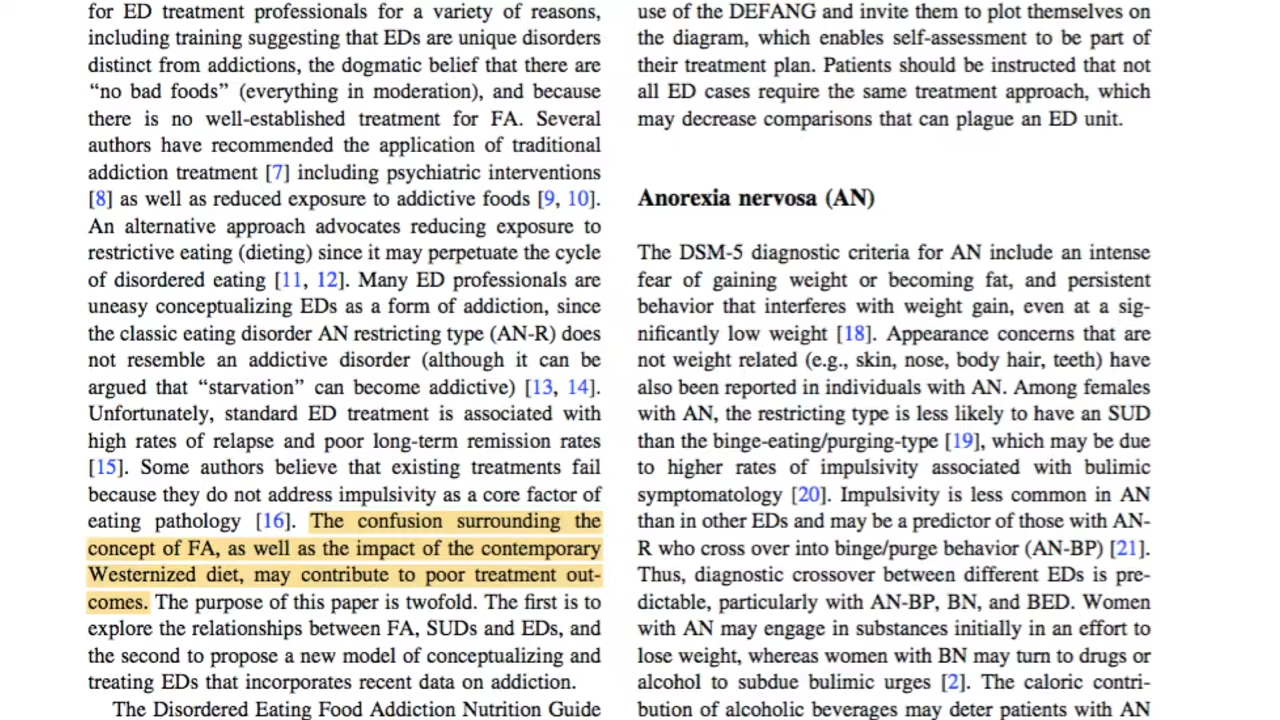 for ED treatment professionals for a variety of reasons,
including training suggesting that EDs are unique disorders
distinct from addictions, the dogmatic belief that there are
“no bad foods” (everything in moderation), and because
there is no well-established treatment for FA. Several
authors have recommended the application of traditional
addiction treatment [7] including psychiatric interventions
[8] as well as reduced exposure to addictive foods [9, 10].
An alternative approach advocates reducing exposure to
restrictive eating (dieting) since it may perpetuate the cycle
of disordered eating [11, 12]. Many ED professionals are
uneasy conceptualizing EDs as a form of addiction, since
the classic eating disorder AN restricting type (AN-R) does
not resemble an addictive disorder (although it can be
argued that “starvation” can become addictive) [13, 14].
Unfortunately, standard ED treatment is associated with
high rates of relapse and poor long-term remission rates
[15]. Some authors believe that existing treatments fail
because they do not address impulsivity as a core factor of
eating pathology [16]. The confusion surrounding the
concept of FA, as well as the impact of the contemporary
Westernized diet, may contribute to poor treatment out-
comes. The purpose of this paper is twofold. The first is to
explore the relationships between FA, SUDs and EDs, and
the second to propose a new model of conceptualizing and
treating EDs that incorporates recent data on addiction.
The Disordered Eating Food Addiction Nutrition Guide
use of the DEFANG and invite them to plot themselves on
the diagram, which enables self-assessment to be part of
their treatment plan. Patients should be instructed that not
all ED cases require the same treatment approach, which
may decrease comparisons that can plague an ED unit.
Anorexia nervosa (AN)
The DSM-5 diagnostic criteria for AN include an intense
fear of gaining weight or becoming fat, and persistent
behavior that interferes with weight gain, even at a sig-
nificantly low weight [18]. Appearance concerns that are
not weight related (e.g., skin, nose, body hair, teeth) have
also been reported in individuals with AN. Among females
with AN, the restricting type is less likely to have an SUD
than the binge-eating/purging-type [19], which may be due
to higher rates of impulsivity associated with bulimic
symptomatology [20]. Impulsivity is less common in AN
than in other EDs and may be a predictor of those with AN-
R who cross over into binge/purge behavior (AN-BP) [21].
Thus, diagnostic crossover between different EDs is pre-
dictable, particularly with AN-BP, BN, and BED. Women
with AN may engage in substances initially in an effort to
lose weight, whereas women with BN may turn to drugs or
alcohol to subdue bulimic urges [2]. The caloric contri-
bution of alcoholic beverages may deter patients with AN